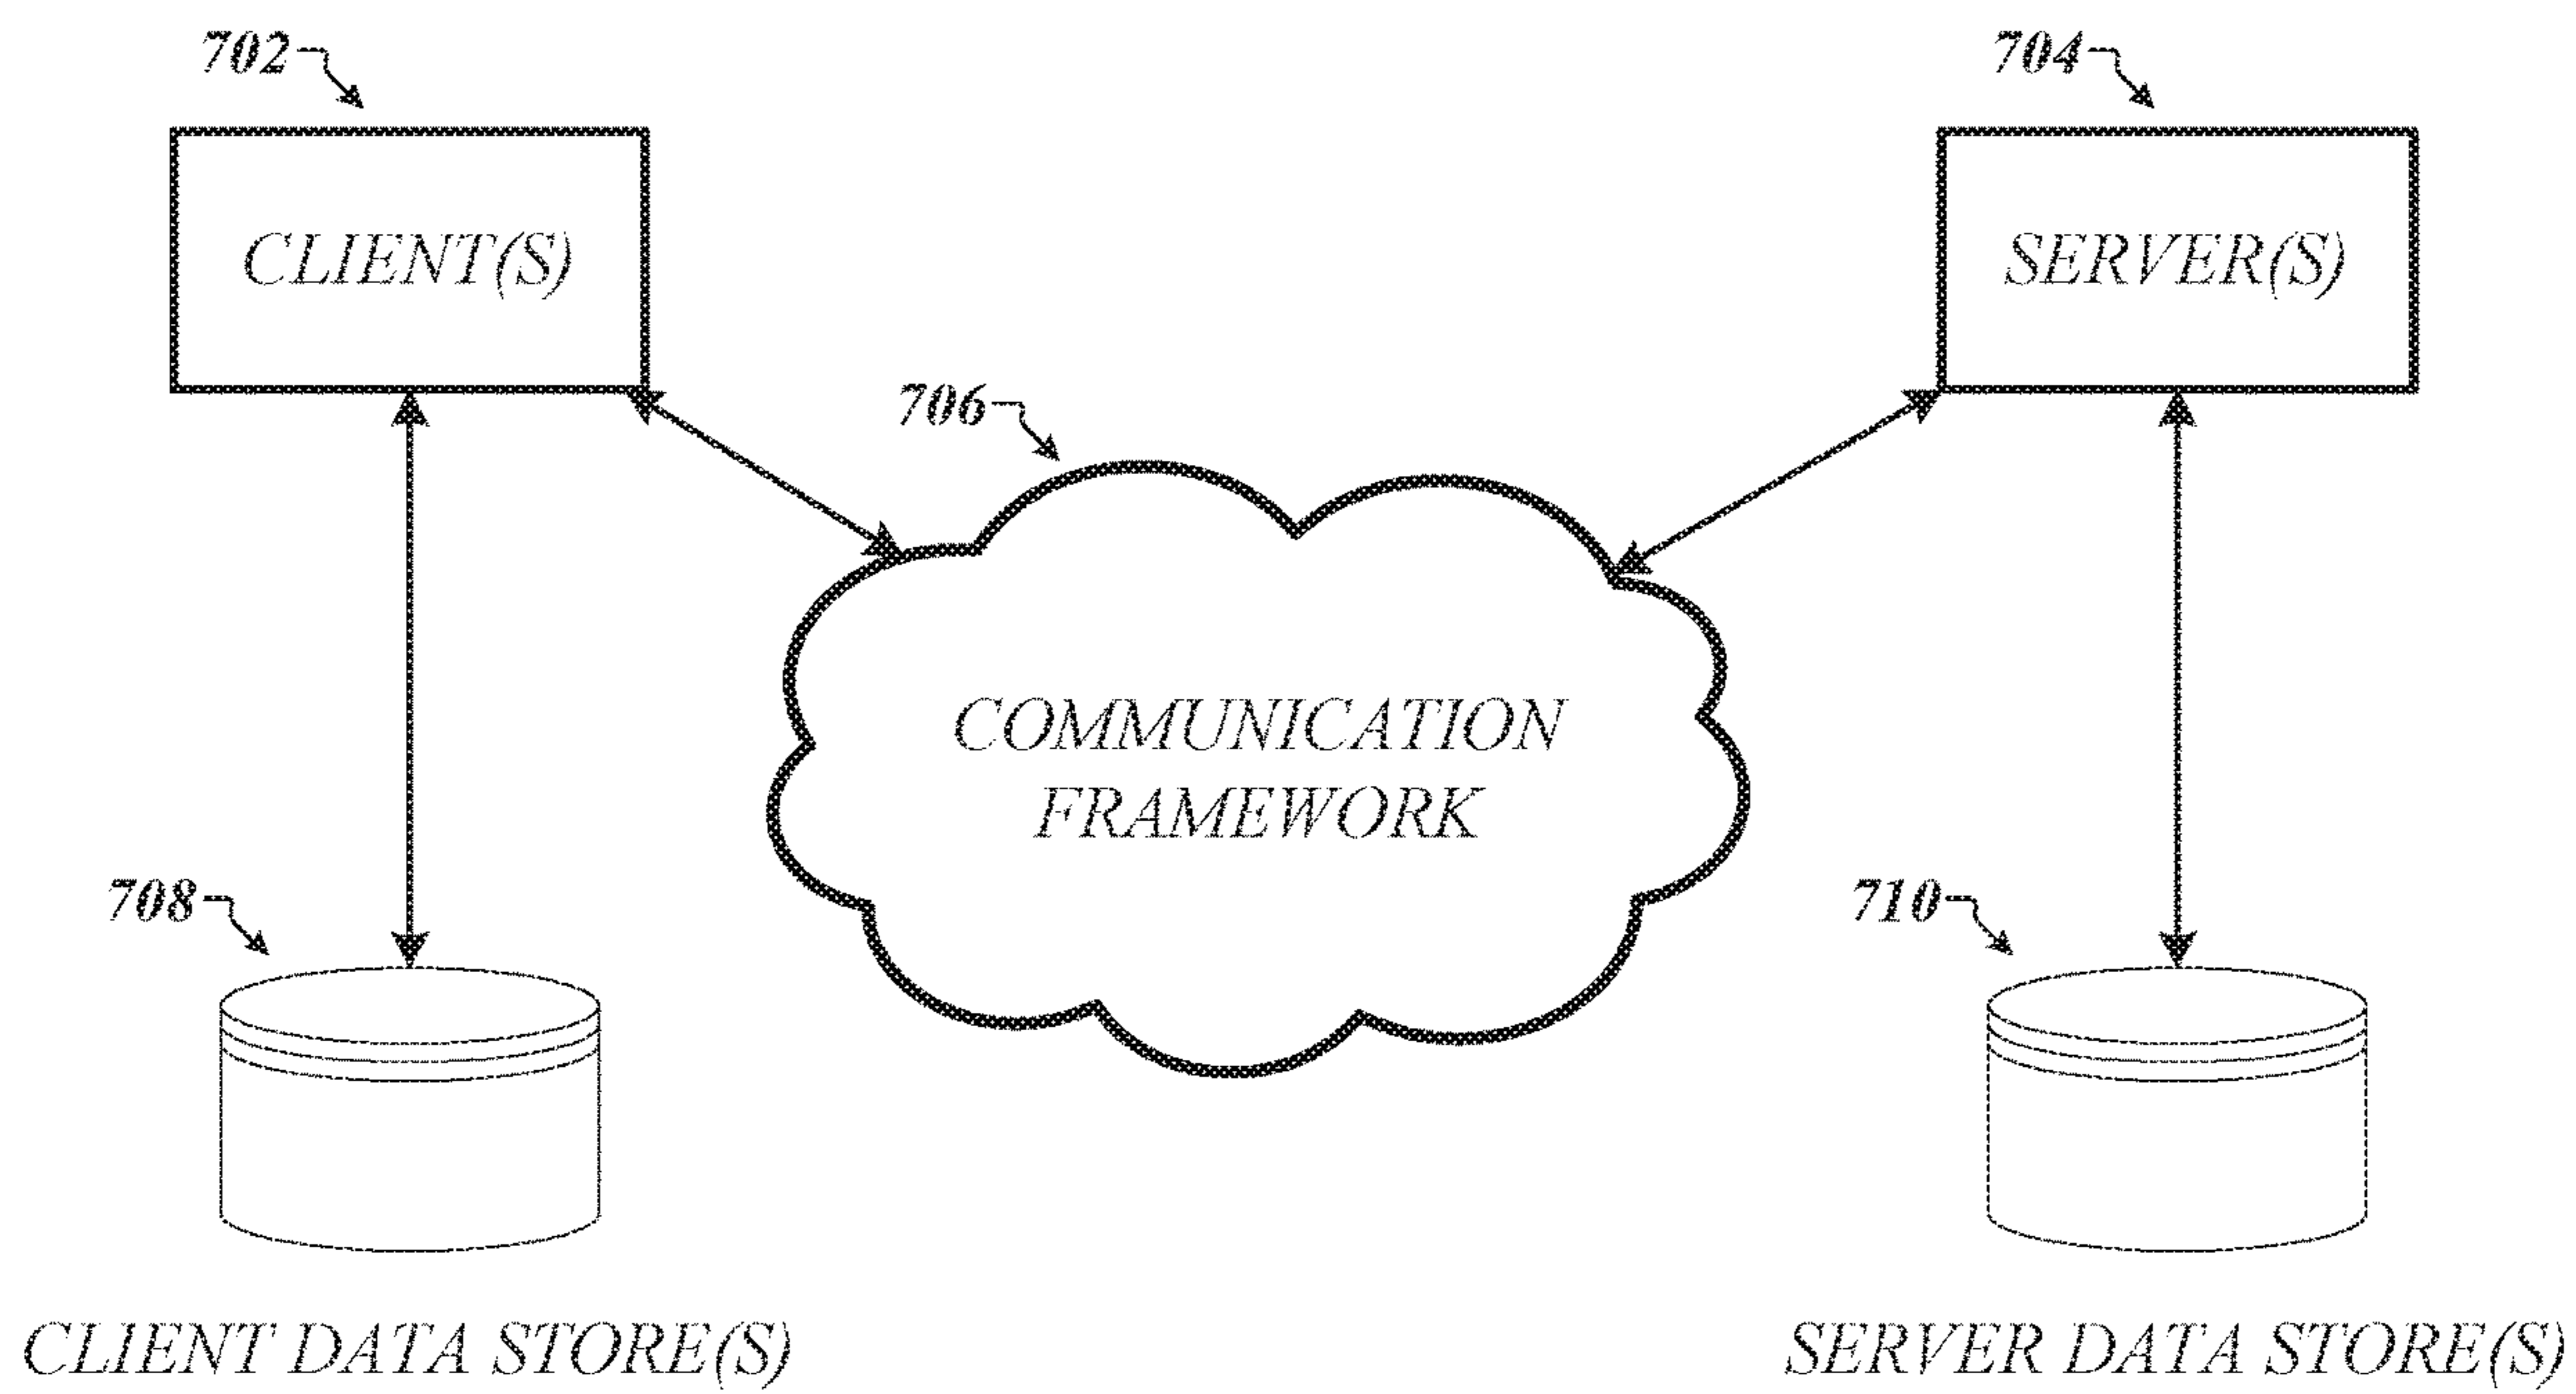 702
704
CLIENT(S)
SERVER(S)
706
COMMUNICATION
FRAMEWORK
708
710
CLIENT DATA STORE(S)
SERVER DATA STORE(S)